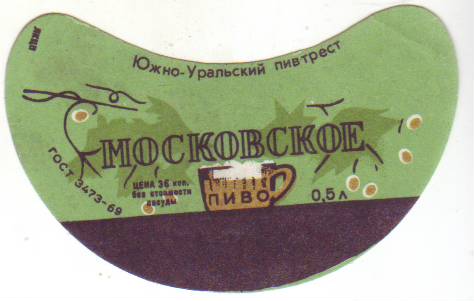 Южно-Уральский пивтрест
МОСКОВСКОЕ
ГОСТ 3473-69
ЦЕНА 36 коп.
без стоимости
посуды
ПИВО
0,5 л